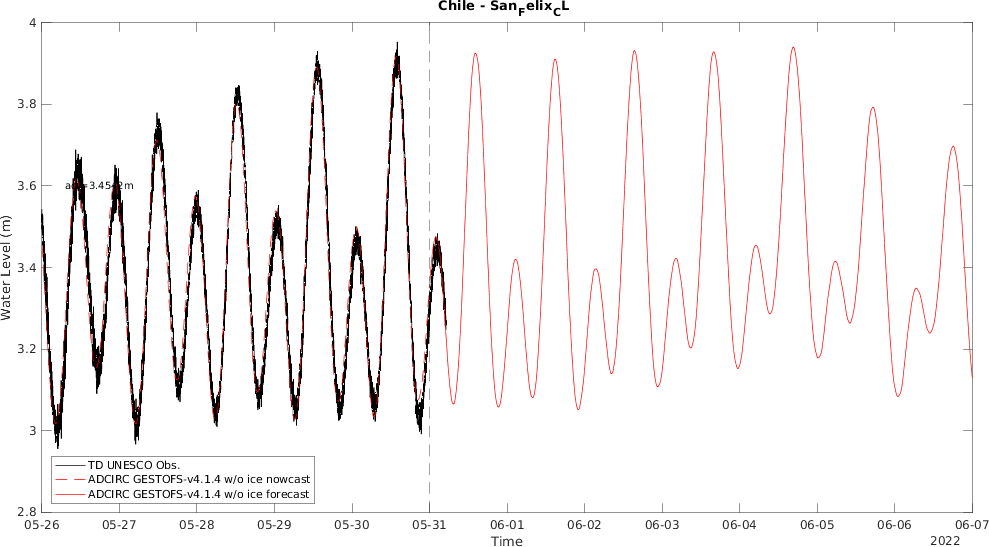 Chile - San_Felix_CL
4
3.8
3.6
3.4
3.2
3
2.8
Water Level (m)
TD UNESCO Obs.
ADCIRC GESTOFS-v4.1.4 w/o ice nowcast
ADCIRC GESTOFS-v4.1.4 w/o ice forecast
05-26 05-27 05-28 05-29 05-30 05-31 06-01 06-02 06-03 06-04 06-05 06-06 06-07
Time
2022